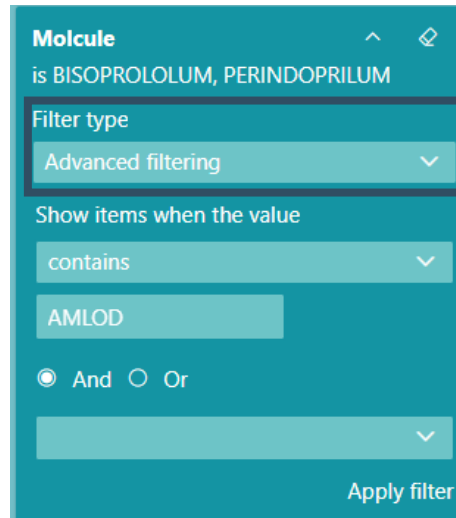 Molcule
is BISOPROLOLUM, PERINDOPRILUM
Filter type
Advanced filtering
Show items when the value
contains
AMLOD
And Or
Apply filter